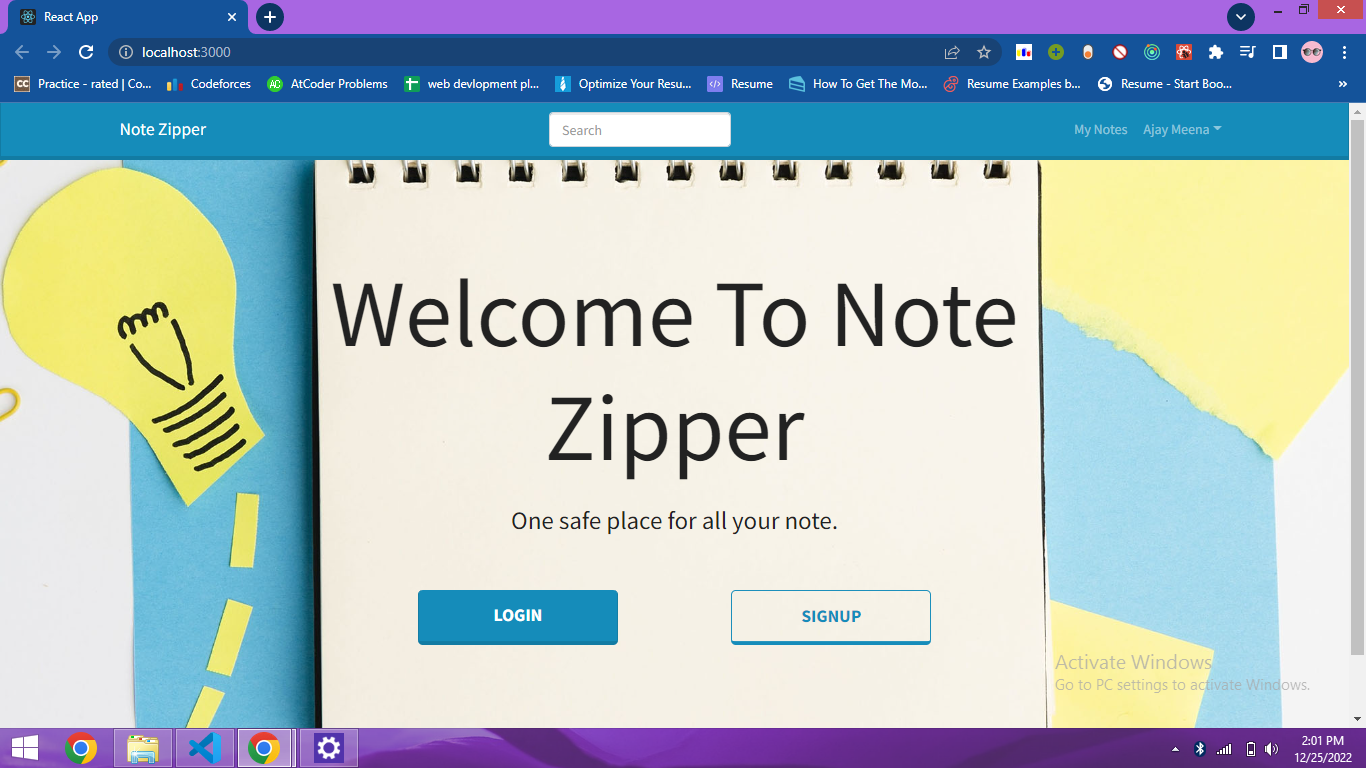 React App
localhost:3000
CC Practice - rated | Co...
Codeforces
AtCoder Problems
web devlopment pl...
Optimize Your Resu...
Resume
How To Get The Mo...
Resume Examples b...
Resume - Start Boo...
»
Note Zipper
Search
My Notes
Ajay Meena
Welcome To Note
Zipper
One safe place for all your note.
LOGIN
SIGNUP
Activate Windows
Go to PC settings to activate Windows.
2:01 PM
12/25/2022